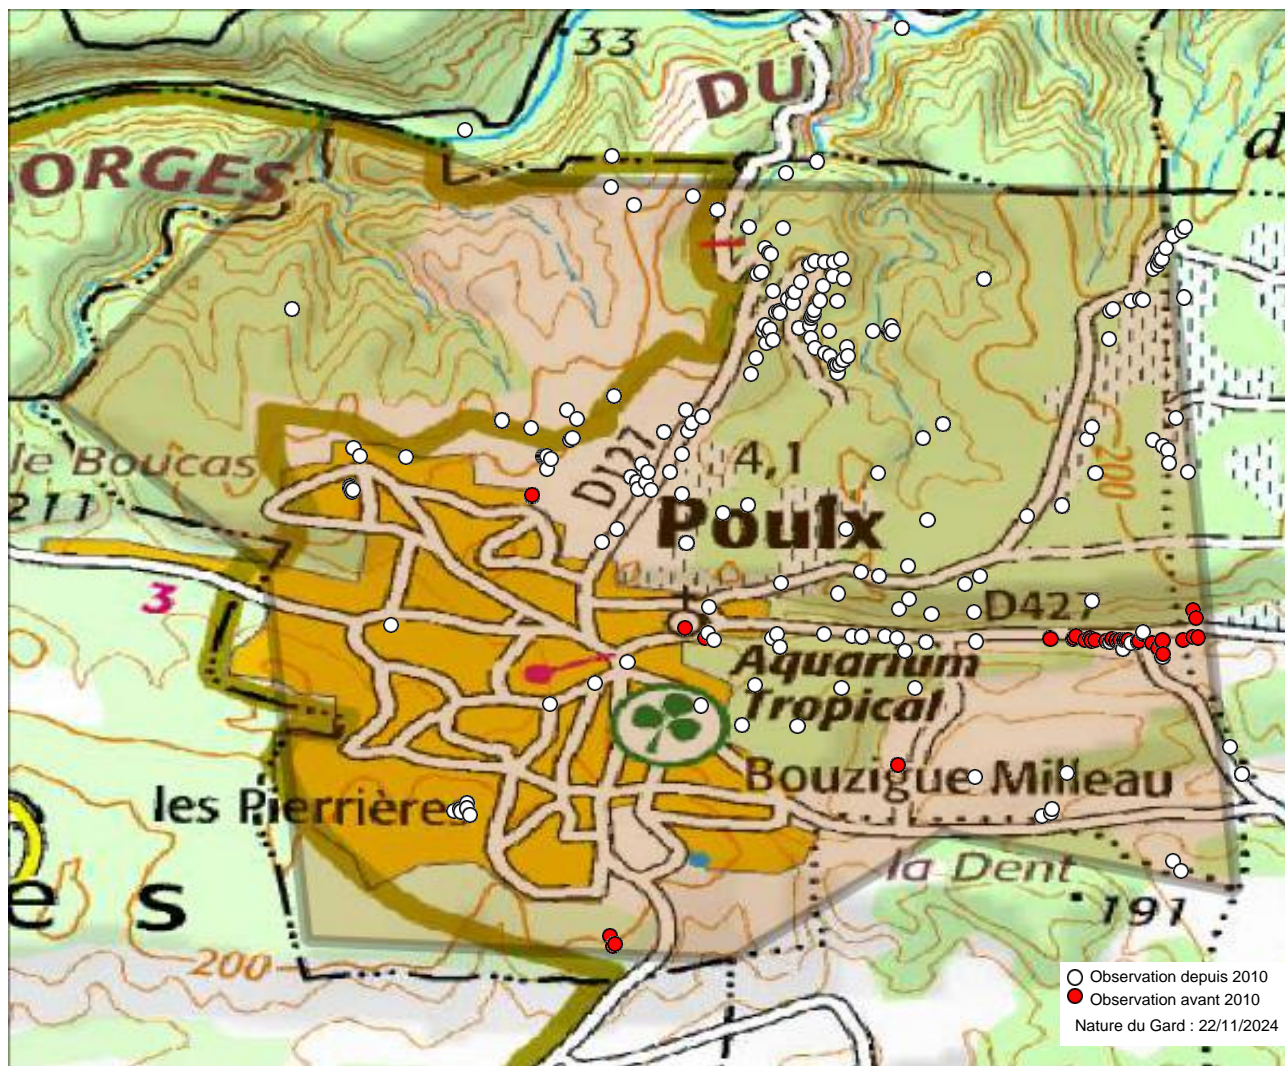 33
DU
ORGES
d
le Boucas
211
D127
4,1
200
Poulx
3
D427
Aquarium
Tropical
Bouzigue Milleau
les Pierrières
la Dent
191
e s
200
Observation depuis 2010
Observation avant 2010
Nature du Gard : 22/11/2024